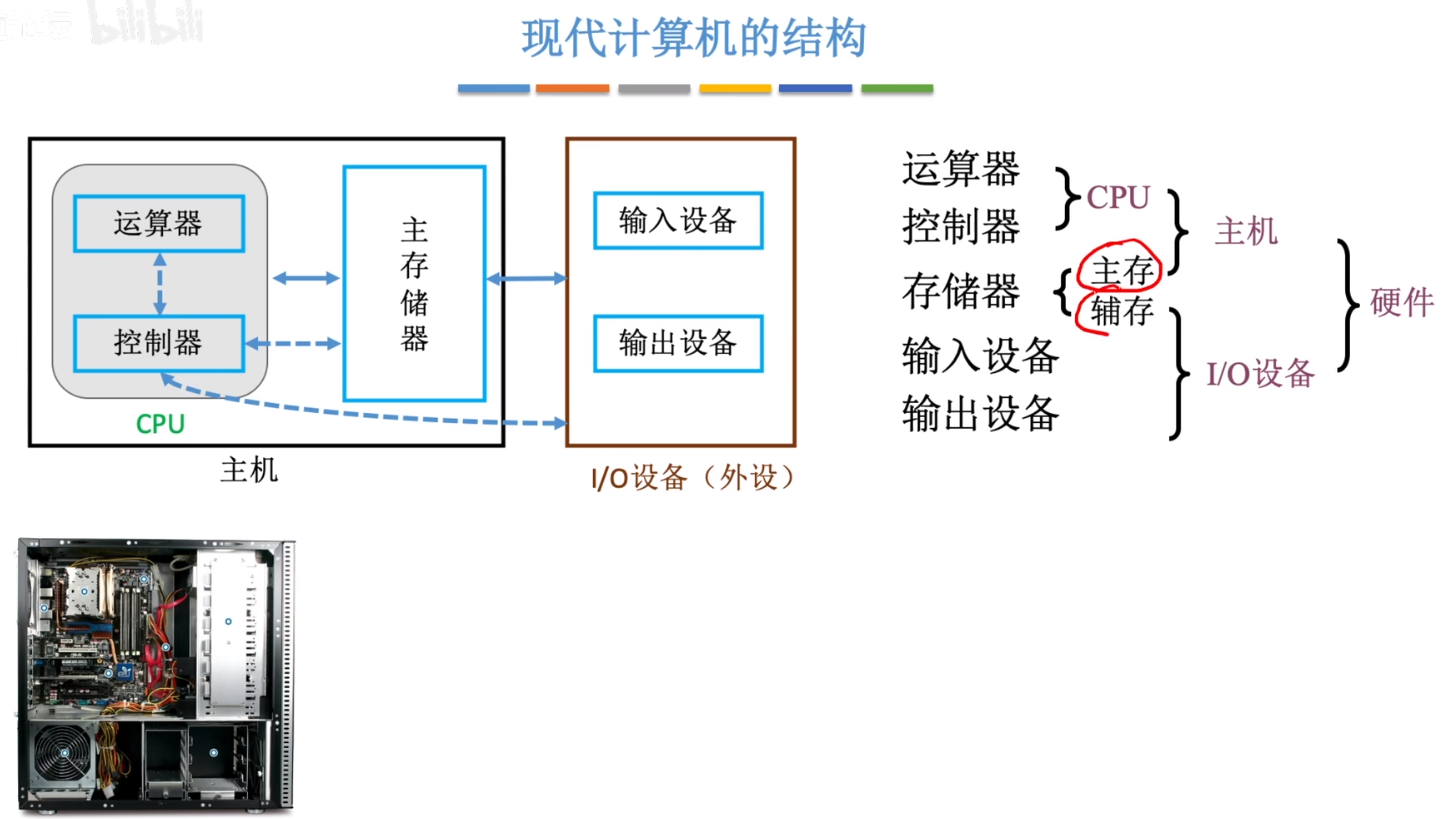 bilibili
现代计算机的结构
运算器
控制器
CPU
主存储器
主机
输入设备
输出设备
I/O设备（外设）
运算器
控制器
存储器
输入设备
输出设备
CPU
主存
辅存
主机
I/O设备
硬件